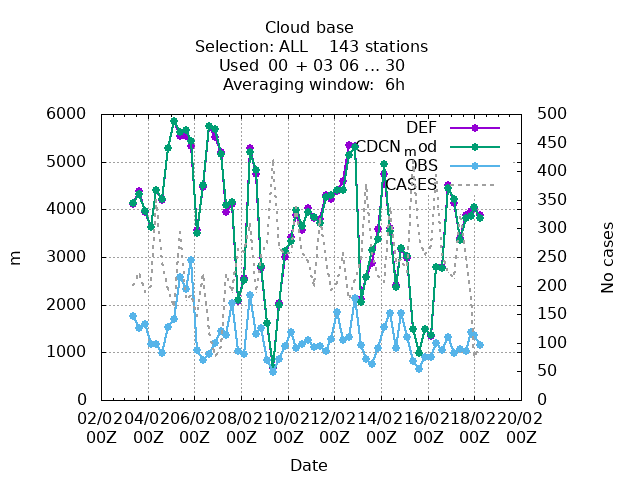 Cloud base
Selection: ALL    143 stations
Used  00 + 03 06 ... 30
Averaging window:  6h
6000
5000
4000
3000
2000
1000
0
m
500
450
400
350
300
250
200
150
100
50
0
No cases
DEF
CDCN_mod
OBS
CASES
02/02 04/02 06/02 08/02 10/02 12/02 14/02 16/02 18/02 20/02
00Z 00Z 00Z 00Z 00Z 00Z 00Z 00Z 00Z 00Z
Date